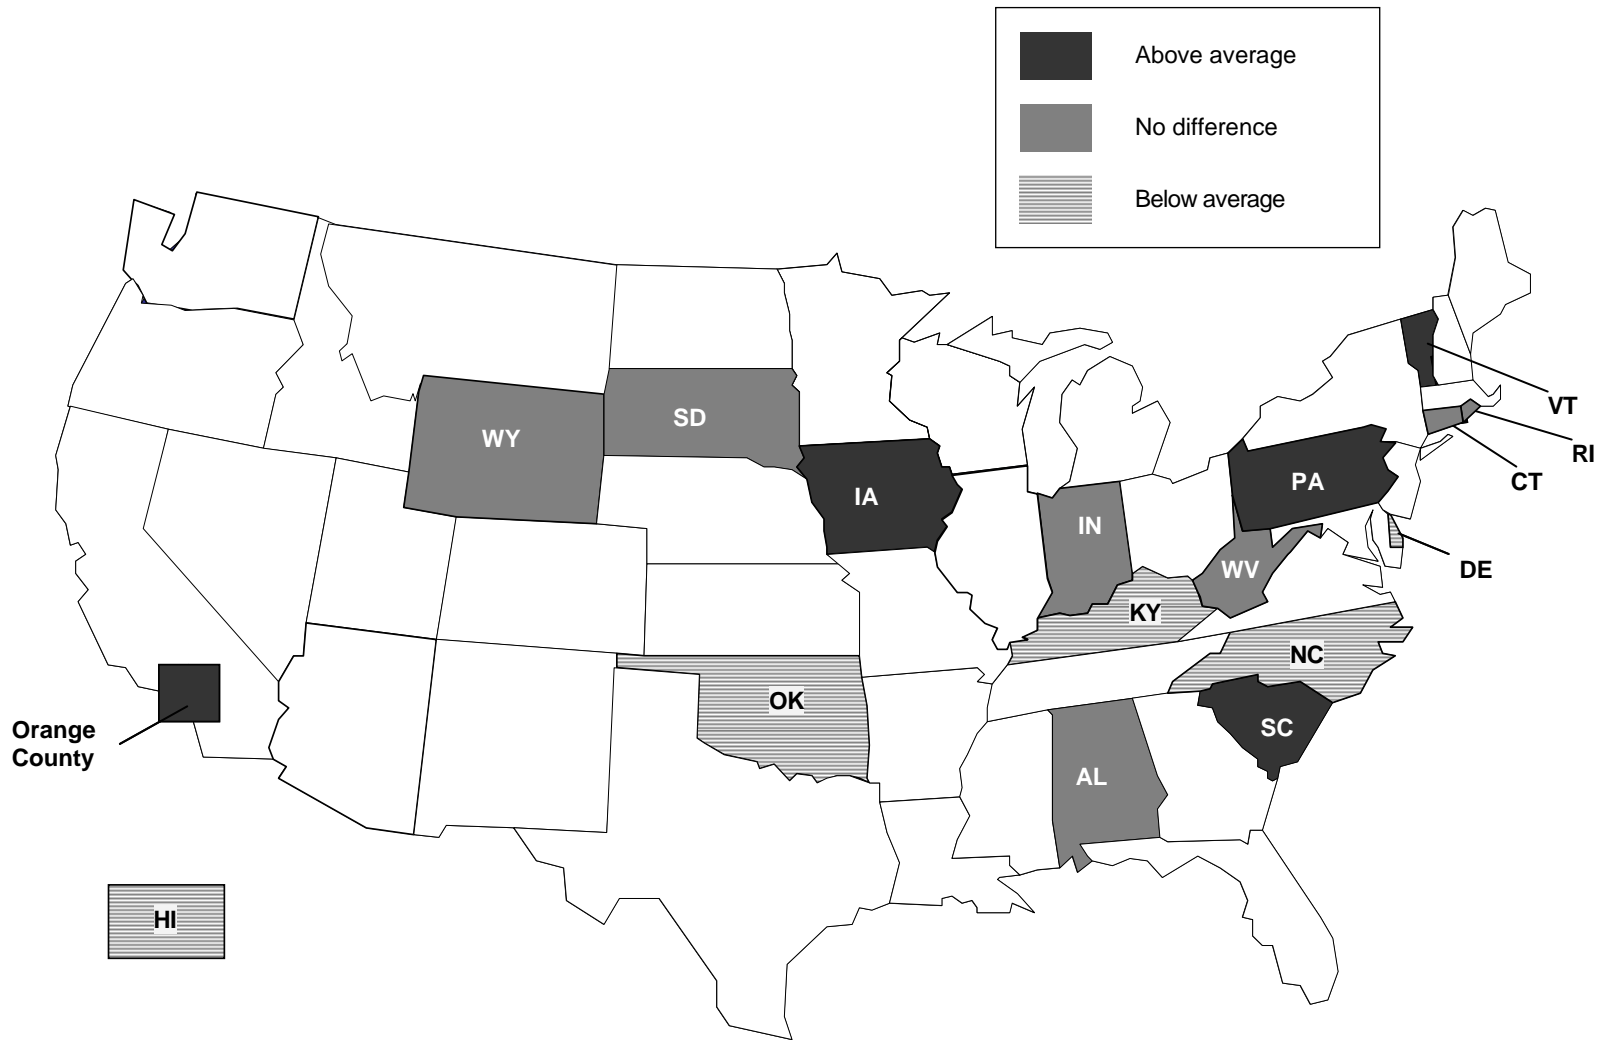 Above average
No difference
Below average
VT
RI
CT
DE
WY
SD
IA
PA
IN
WV
KY
NC
OK
SC
AL
Orange
County
HI